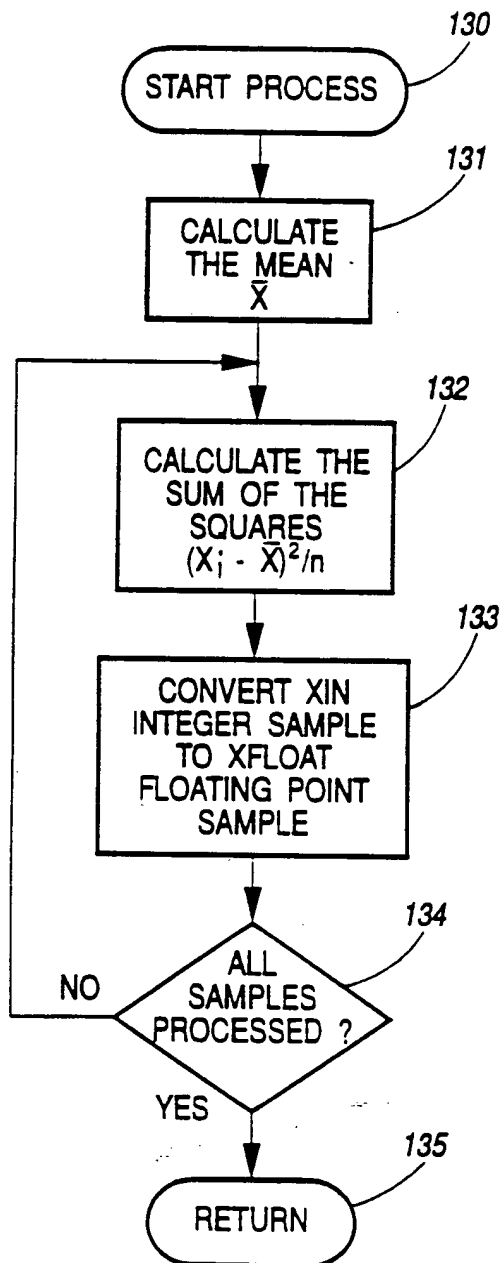 130
START PROCESS
131
CALCULATE
THE MEAN
X̄
132
CALCULATE THE
SUM OF THE
SQUARES
(Xi - X̄)²/n
133
CONVERT XIN
INTEGER SAMPLE
TO XFLOAT
FLOATING POINT
SAMPLE
134
ALL
SAMPLES
PROCESSED ?
NO
YES
135
RETURN